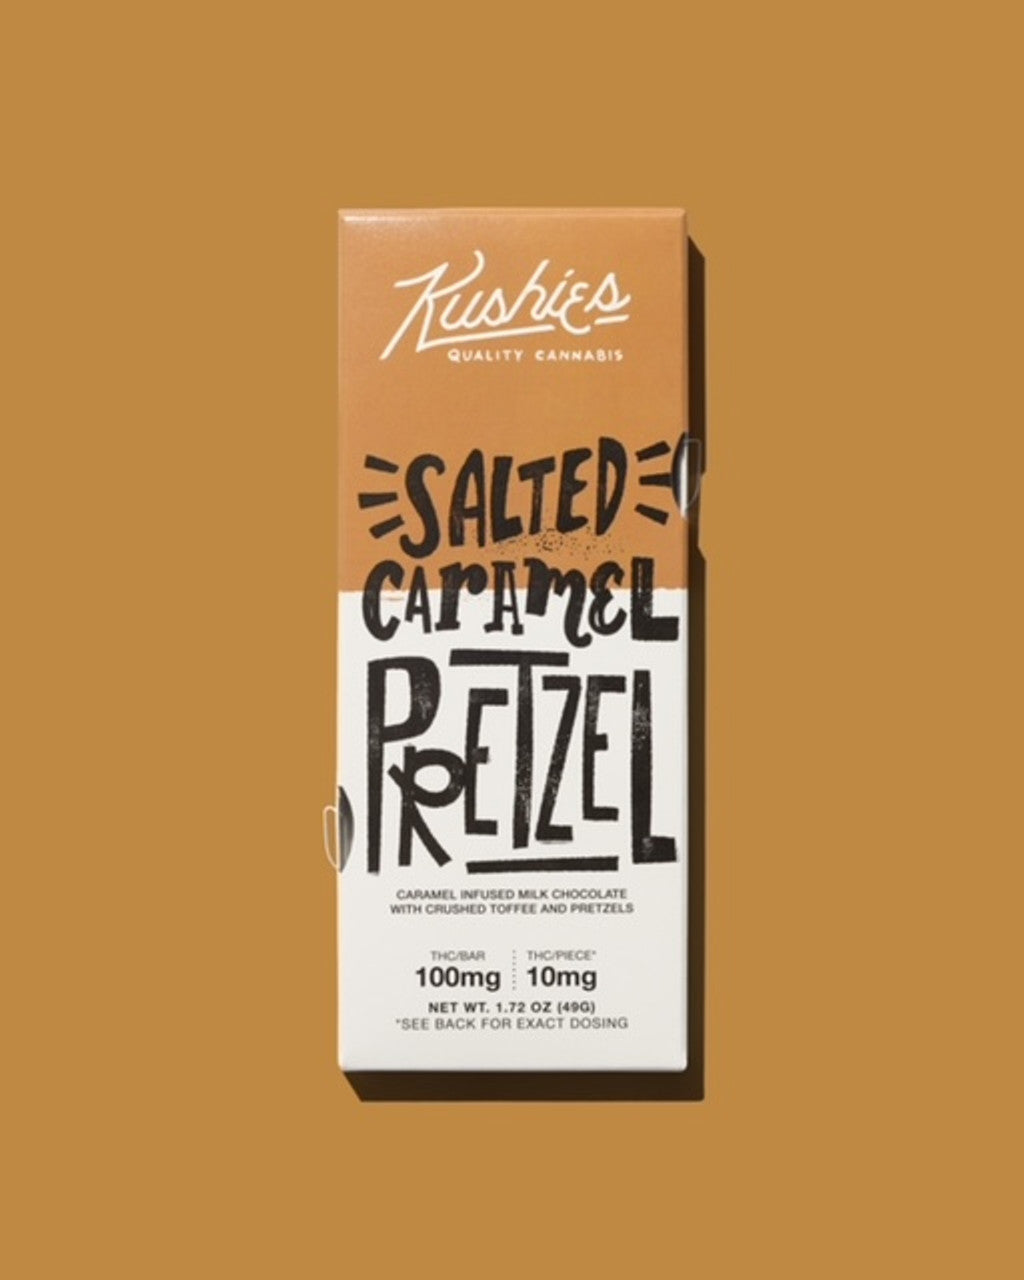 Kushies
QUALITY CANNABIS
SALTED
CARAMEL
PRETZEL
CARAMEL INFUSED MILK CHOCOLATE
WITH CRUSHED TOFFEE AND PRETZELS
THC/BAR THC/PIECE*
100mg 10mg
NET WT. 1.72 OZ (49G)
*SEE BACK FOR EXACT DOSING